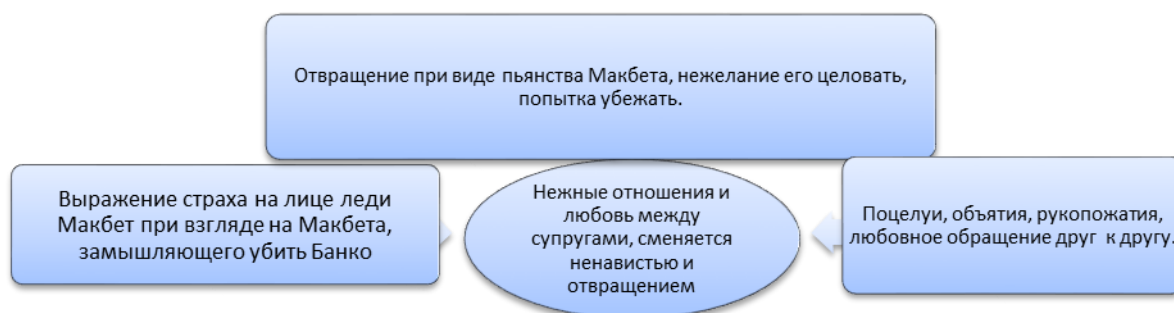 Отвращение при виде пьянства Макбета, нежелание его целовать,
попытка убежать.
Выражение страха на лице леди
Макбет при взгляде на Макбета,
замышляющего убить Банко
Нежные отношения и
любовь между
супругами, сменяется
ненавистью и
отвращением
Поцелуи, объятия, рукопожатия,
любовное обращение друг к другу.